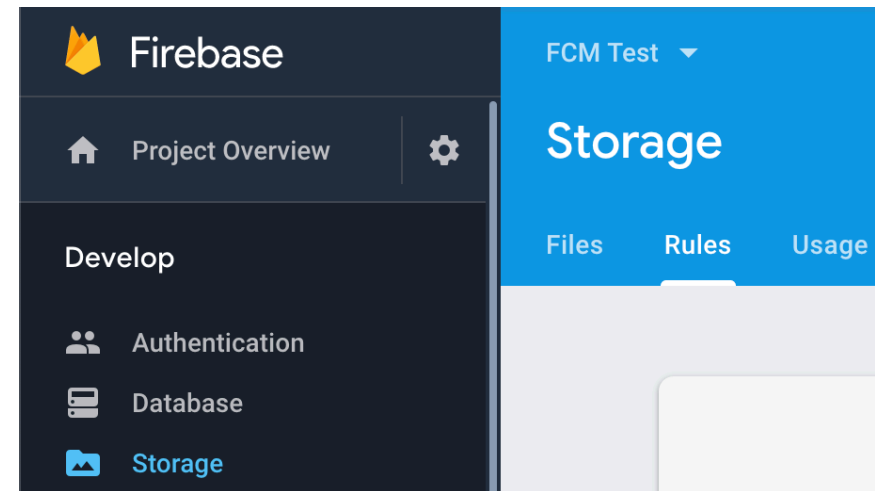 Firebase
Project Overview
Develop
Authentication
Database
Storage
FCM Test
Storage
Files Rules Usage